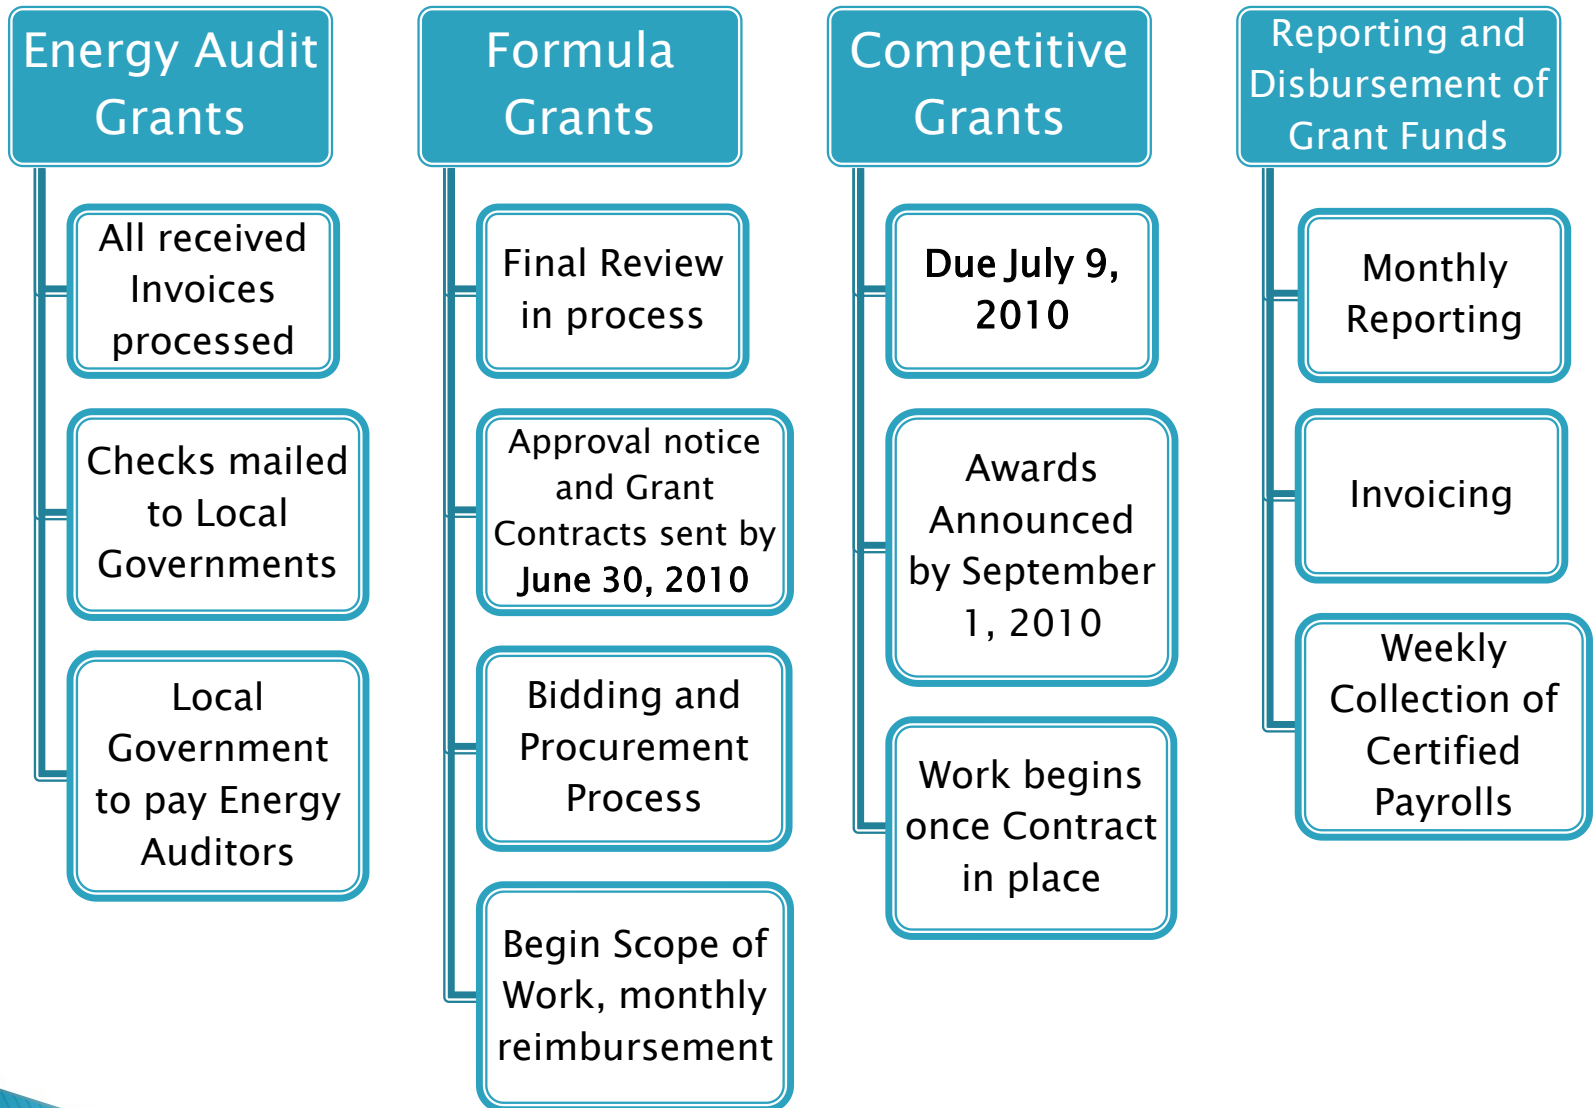 Energy Audit
Grants
All received
Invoices
processed
Checks mailed
to Local
Governments
Local
Government
to pay Energy
Auditors
Formula
Grants
Final Review
in process
Approval notice
and Grant
Contracts sent by
June 30, 2010
Bidding and
Procurement
Process
Begin Scope of
Work, monthly
reimbursement
Competitive
Grants
Due July 9,
2010
Awards
Announced
by September
1, 2010
Work begins
once Contract
in place
Reporting and
Disbursement of
Grant Funds
Monthly
Reporting
Invoicing
Weekly
Collection of
Certified
Payrolls